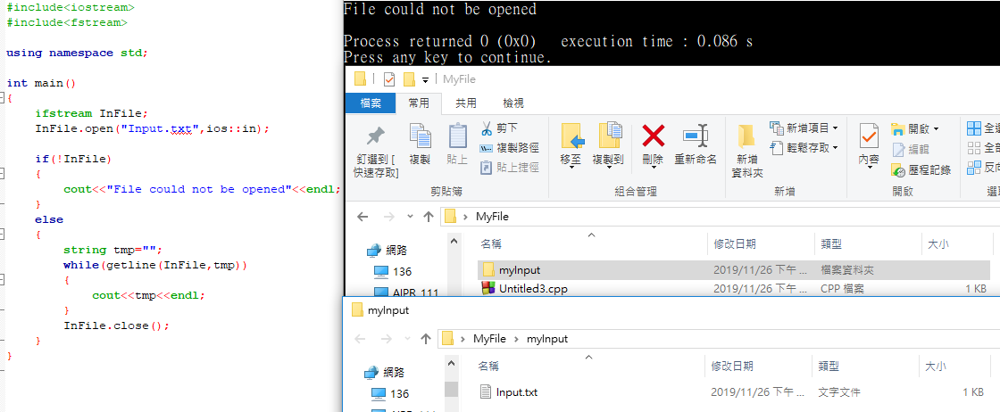 #include<iostream>
#include<fstream>
using namespace std;
int main()
{
ifstream InFile;
InFile.open("Input.txt",ios::in);
if(!InFile)
{
cout<<"File could not be opened"<<endl;
}
else
{
string tmp="";
while(getline(InFile,tmp))
{
cout<<tmp<<endl;
}
InFile.close();
}
}
File could not be opened
Process returned 0 (0x0) execution time : 0.086 s
Press any key to continue.
MyFile
檔案 常用 共用 檢視
釘選到 [
快速存取]
複製
貼上
剪下
複製路徑
貼上捷徑
剪貼簿
移至
複製到
刪除
重新命名
組合管理
新增
資料夾
新增項目
輕鬆存取
新增
內容
開啟
編輯
歷程記錄
開啟
全選
MyFile
名稱 修改日期 類型 大小
網路
136
AIPR_111
myInput 2019/11/26 下午 ... 檔案資料夾
Untitled3.cpp 2019/11/26 下午 ... CPP 檔案 1 KB
myInput
MyFile > myInput
名稱 修改日期 類型 大小
網路
136
Input.txt 2019/11/26 下午 ... 文字文件 1 KB